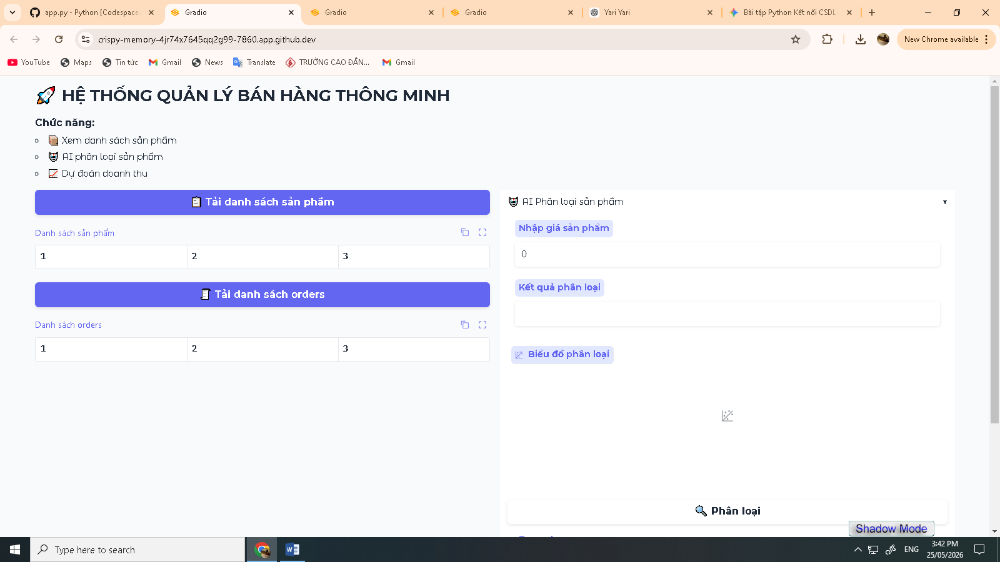 app.py - Python [Codespace
Gradio
Gradio
Gradio
Yari Yari
Bài tập Python Kết nối CSDL
crispy-memory-4jr74x7645qq2g99-7860.app.github.dev
New Chrome available
YouTube
Maps
Tin tức
Gmail
News
Translate
TRƯỜNG CAO ĐẲN...
Gmail
🚀 HỆ THỐNG QUẢN LÝ BÁN HÀNG THÔNG MINH
Chức năng:
📦 Xem danh sách sản phẩm
🤖 AI phân loại sản phẩm
📈 Dự đoán doanh thu
📋 Tải danh sách sản phẩm
Danh sách sản phẩm
1 2 3
🧾 Tải danh sách orders
Danh sách orders
1 2 3
🤖 AI Phân loại sản phẩm
Nhập giá sản phẩm
0
Kết quả phân loại
Biểu đồ phân loại
🔍 Phân loại
Shadow Mode
Type here to search
ENG
3:42 PM
25/05/2026